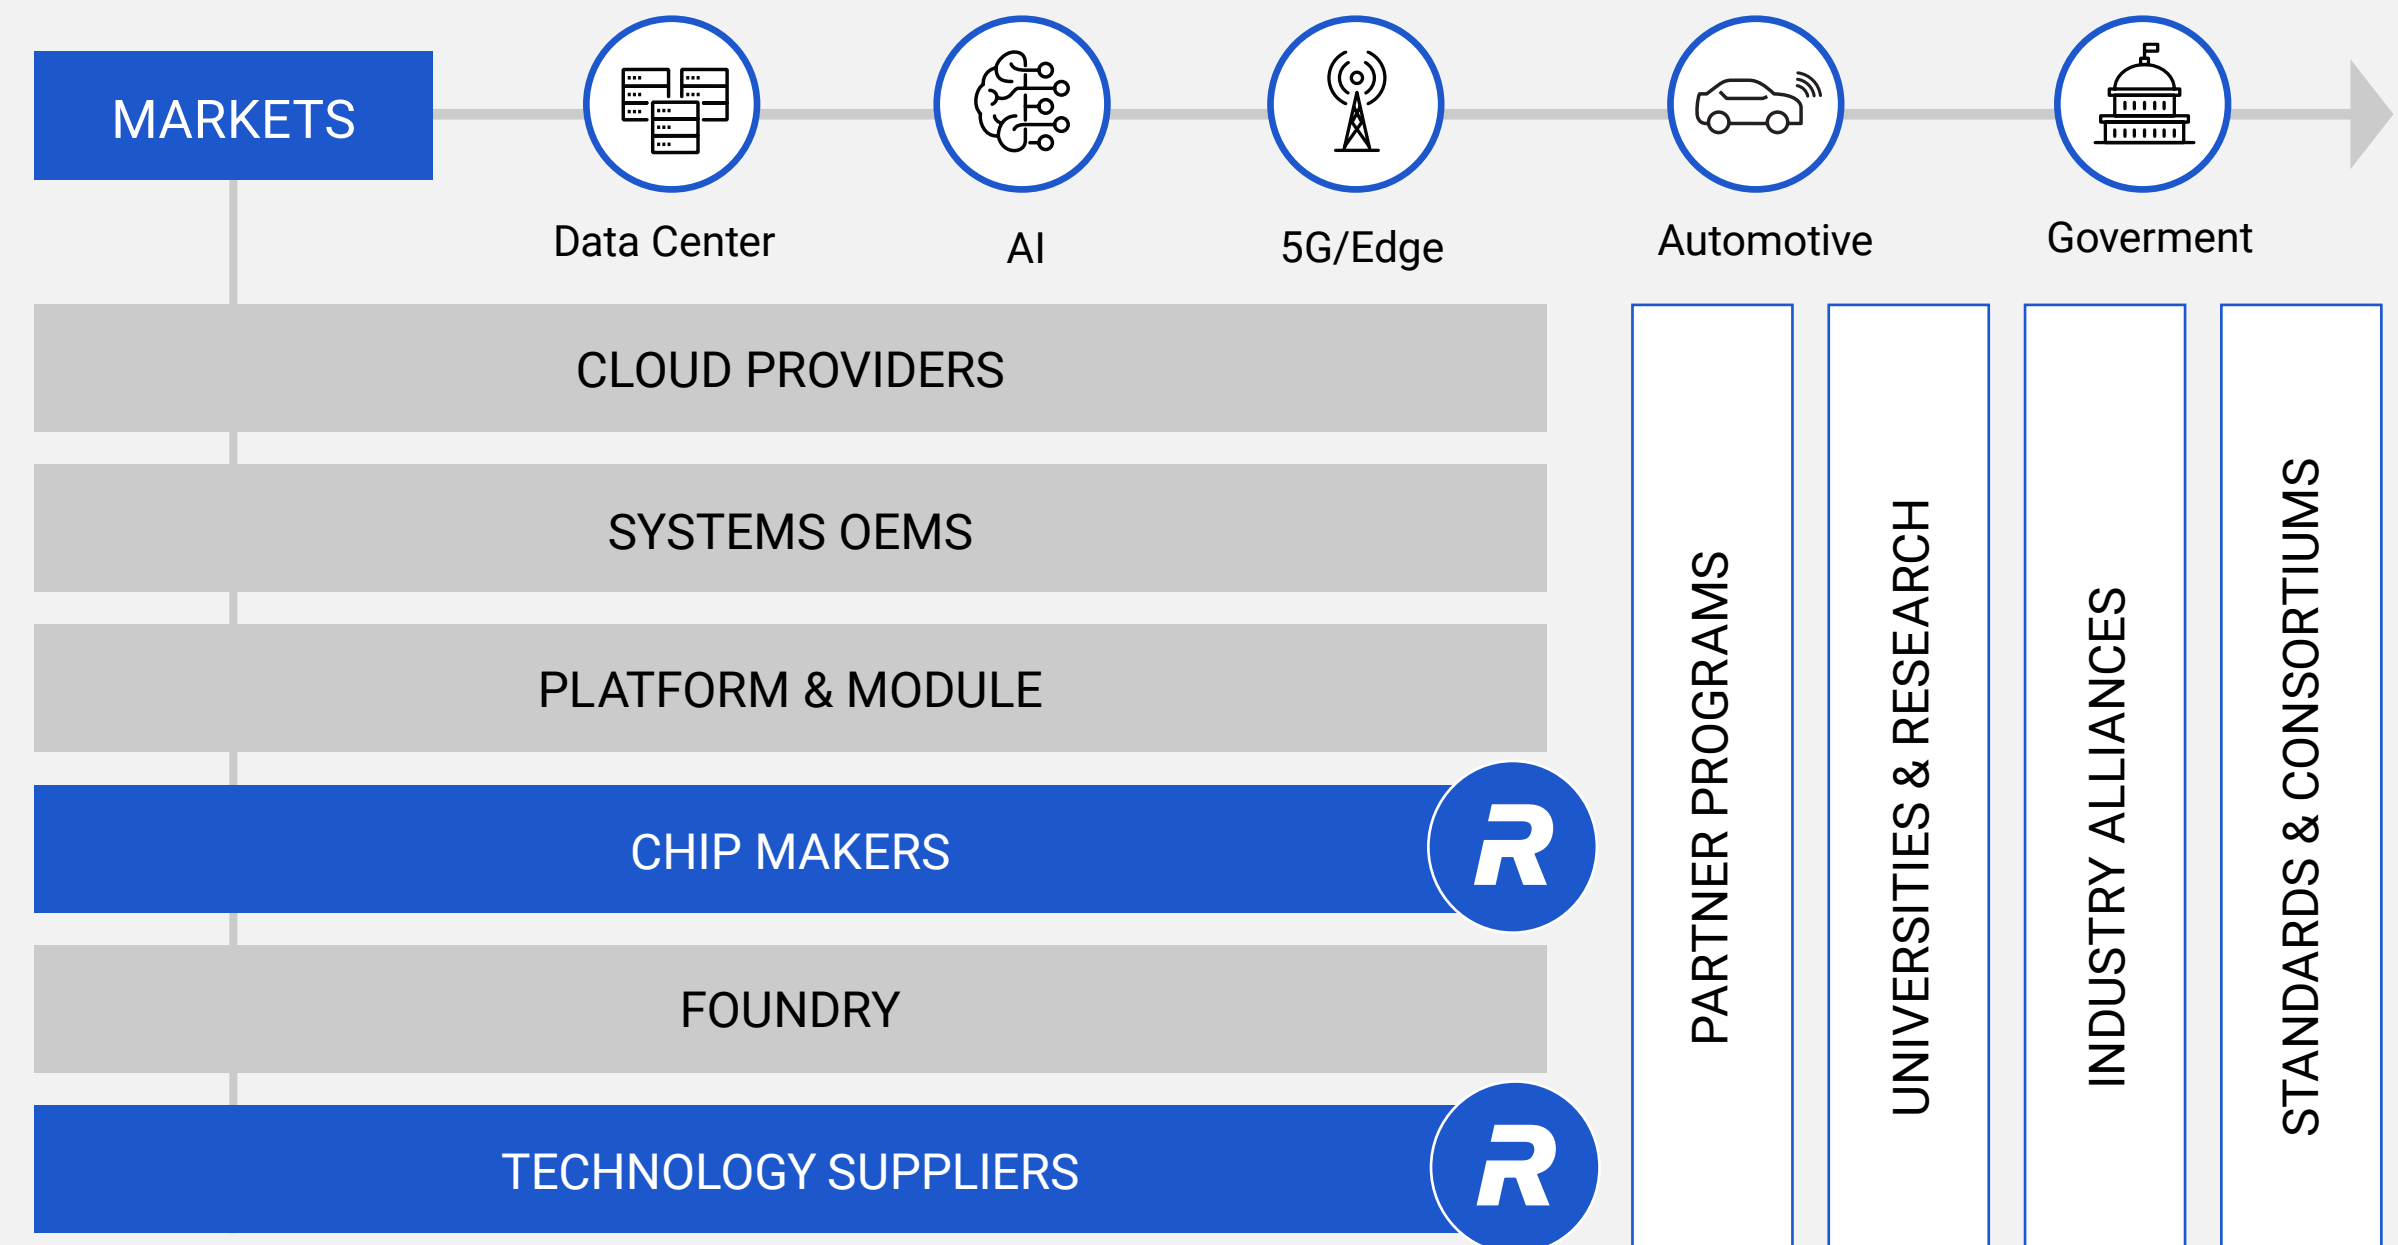 MARKETS
Data Center
AI
5G/Edge
Automotive
Goverment
CLOUD PROVIDERS
SYSTEMS OEMS
PLATFORM & MODULE
CHIP MAKERS
R
FOUNDRY
TECHNOLOGY SUPPLIERS
R
PARTNER PROGRAMS
UNIVERSITIES & RESEARCH
INDUSTRY ALLIANCES
STANDARDS & CONSORTIUMS